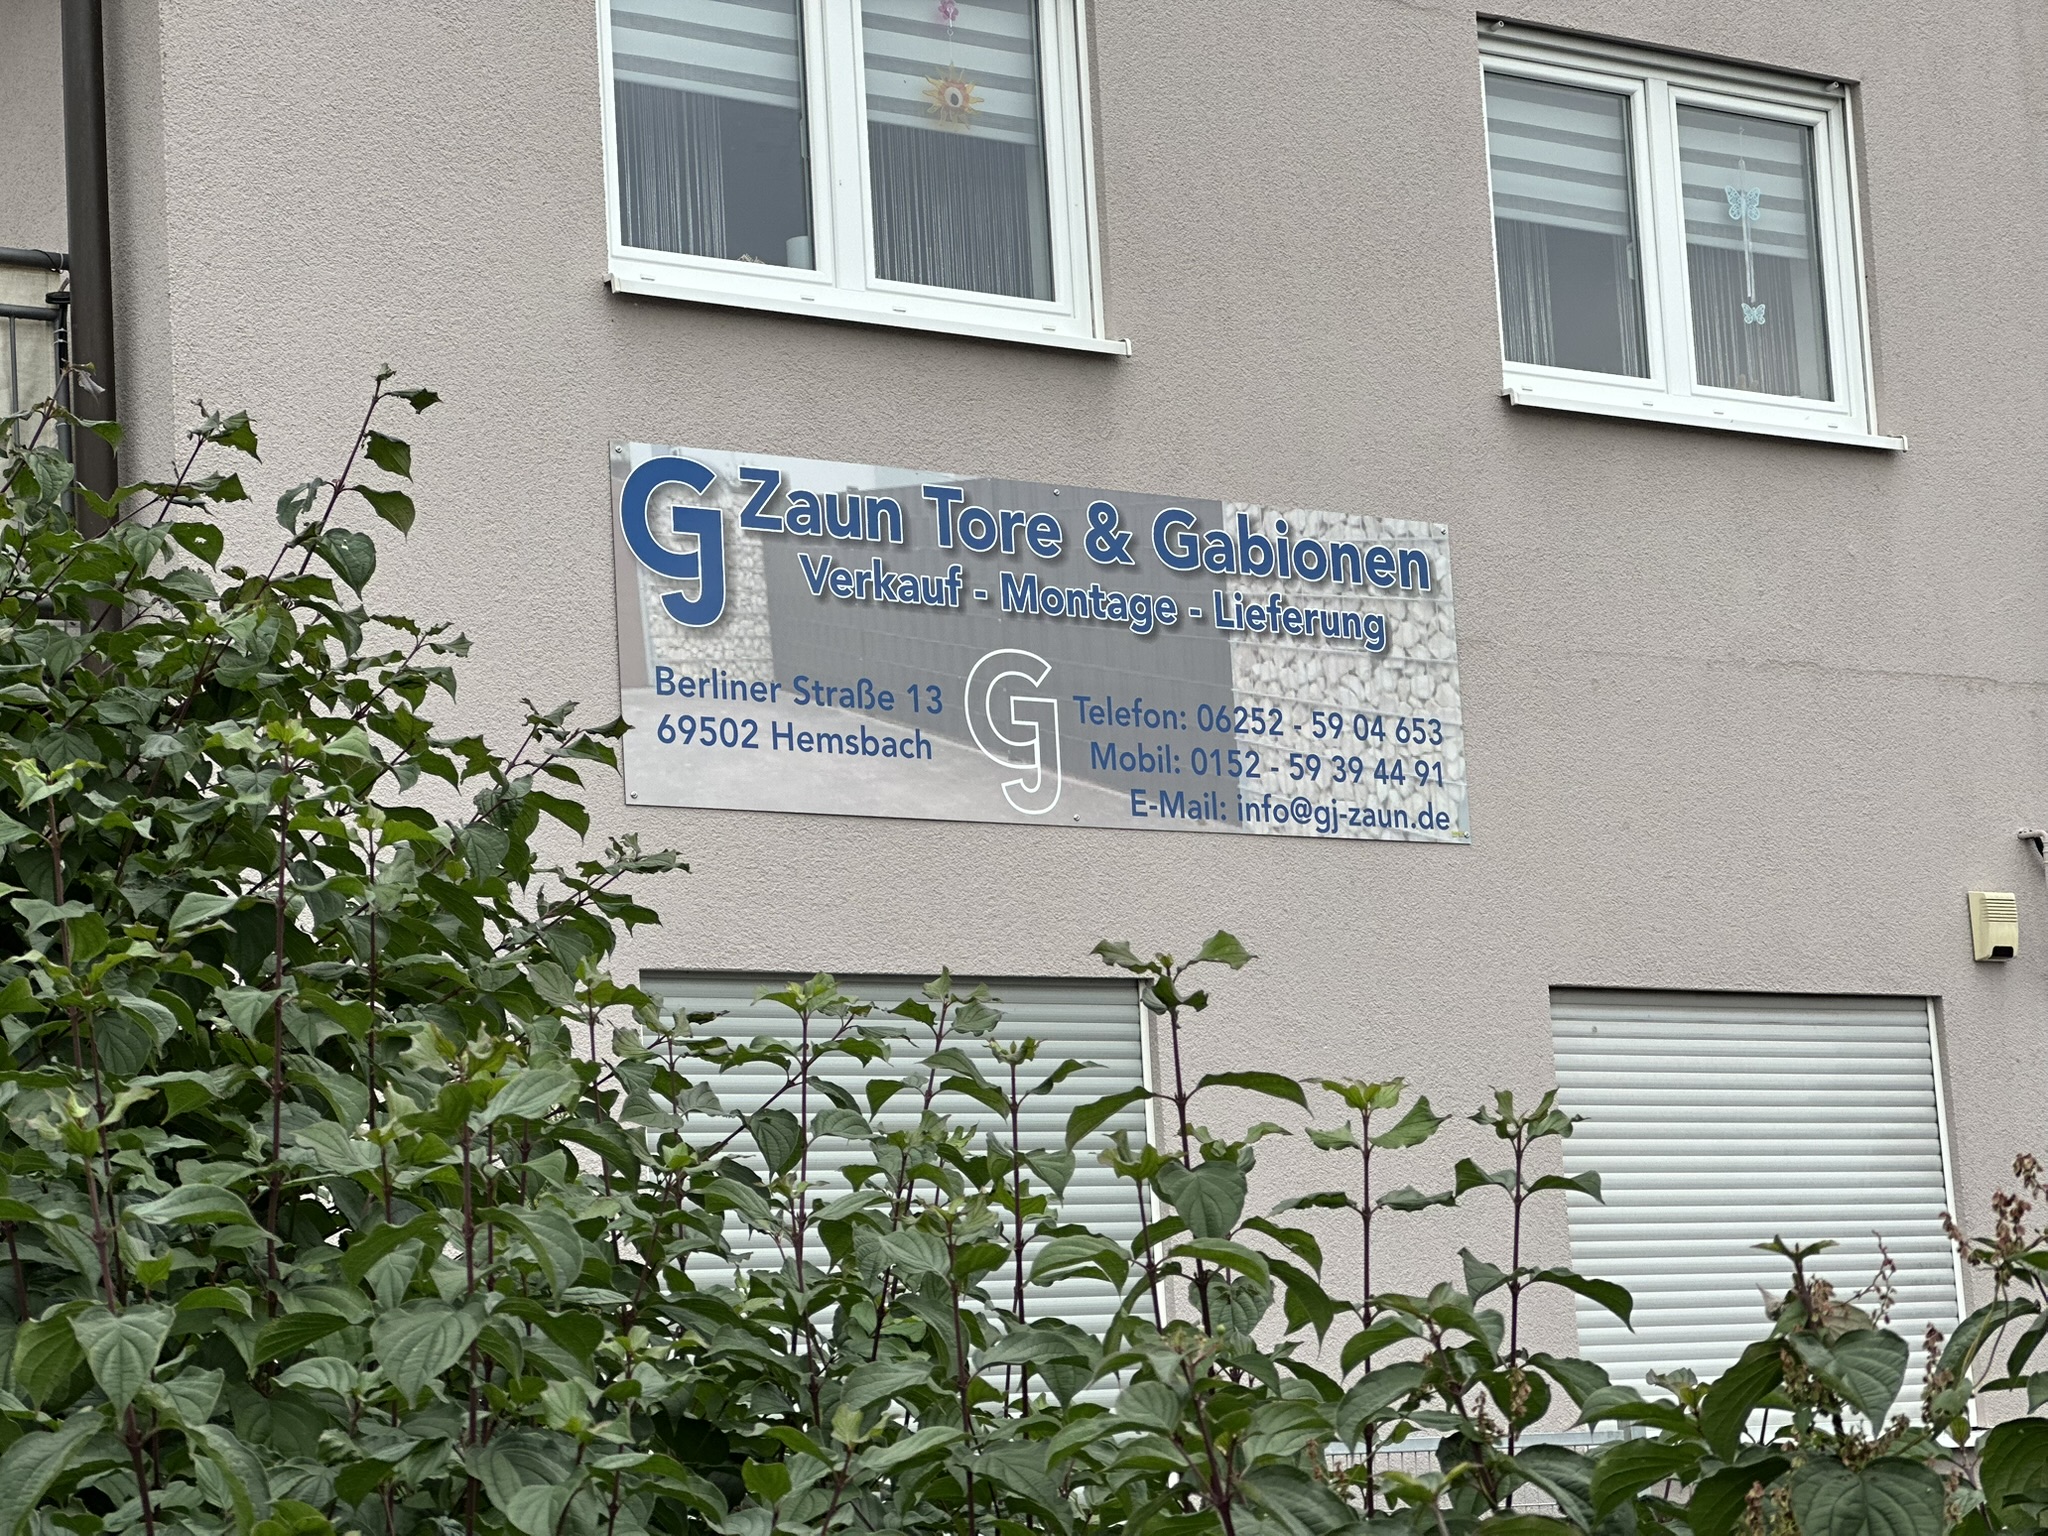 GJ Zaun Tore & Gabionen
Verkauf - Montage - Lieferung
GJ
Berliner Straße 13
69502 Hemsbach
Telefon: 06252 - 59 04 653
Mobil: 0152 - 59 39 44 91
E-Mail: info@gj-zaun.de